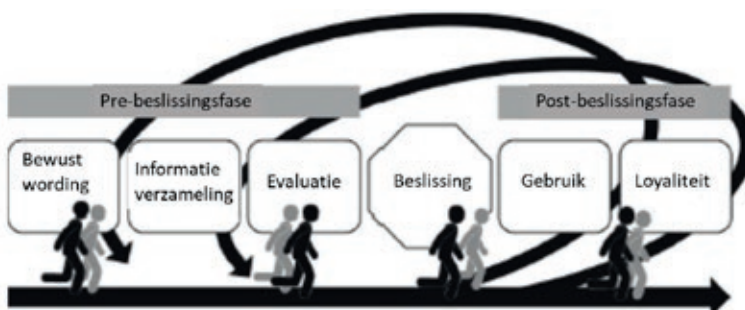 Pre-beslissingsfase
Post-beslissingsfase
Bewust
wording
Informatie
verzameling
Evaluatie
Beslissing
Gebruik
Loyaliteit